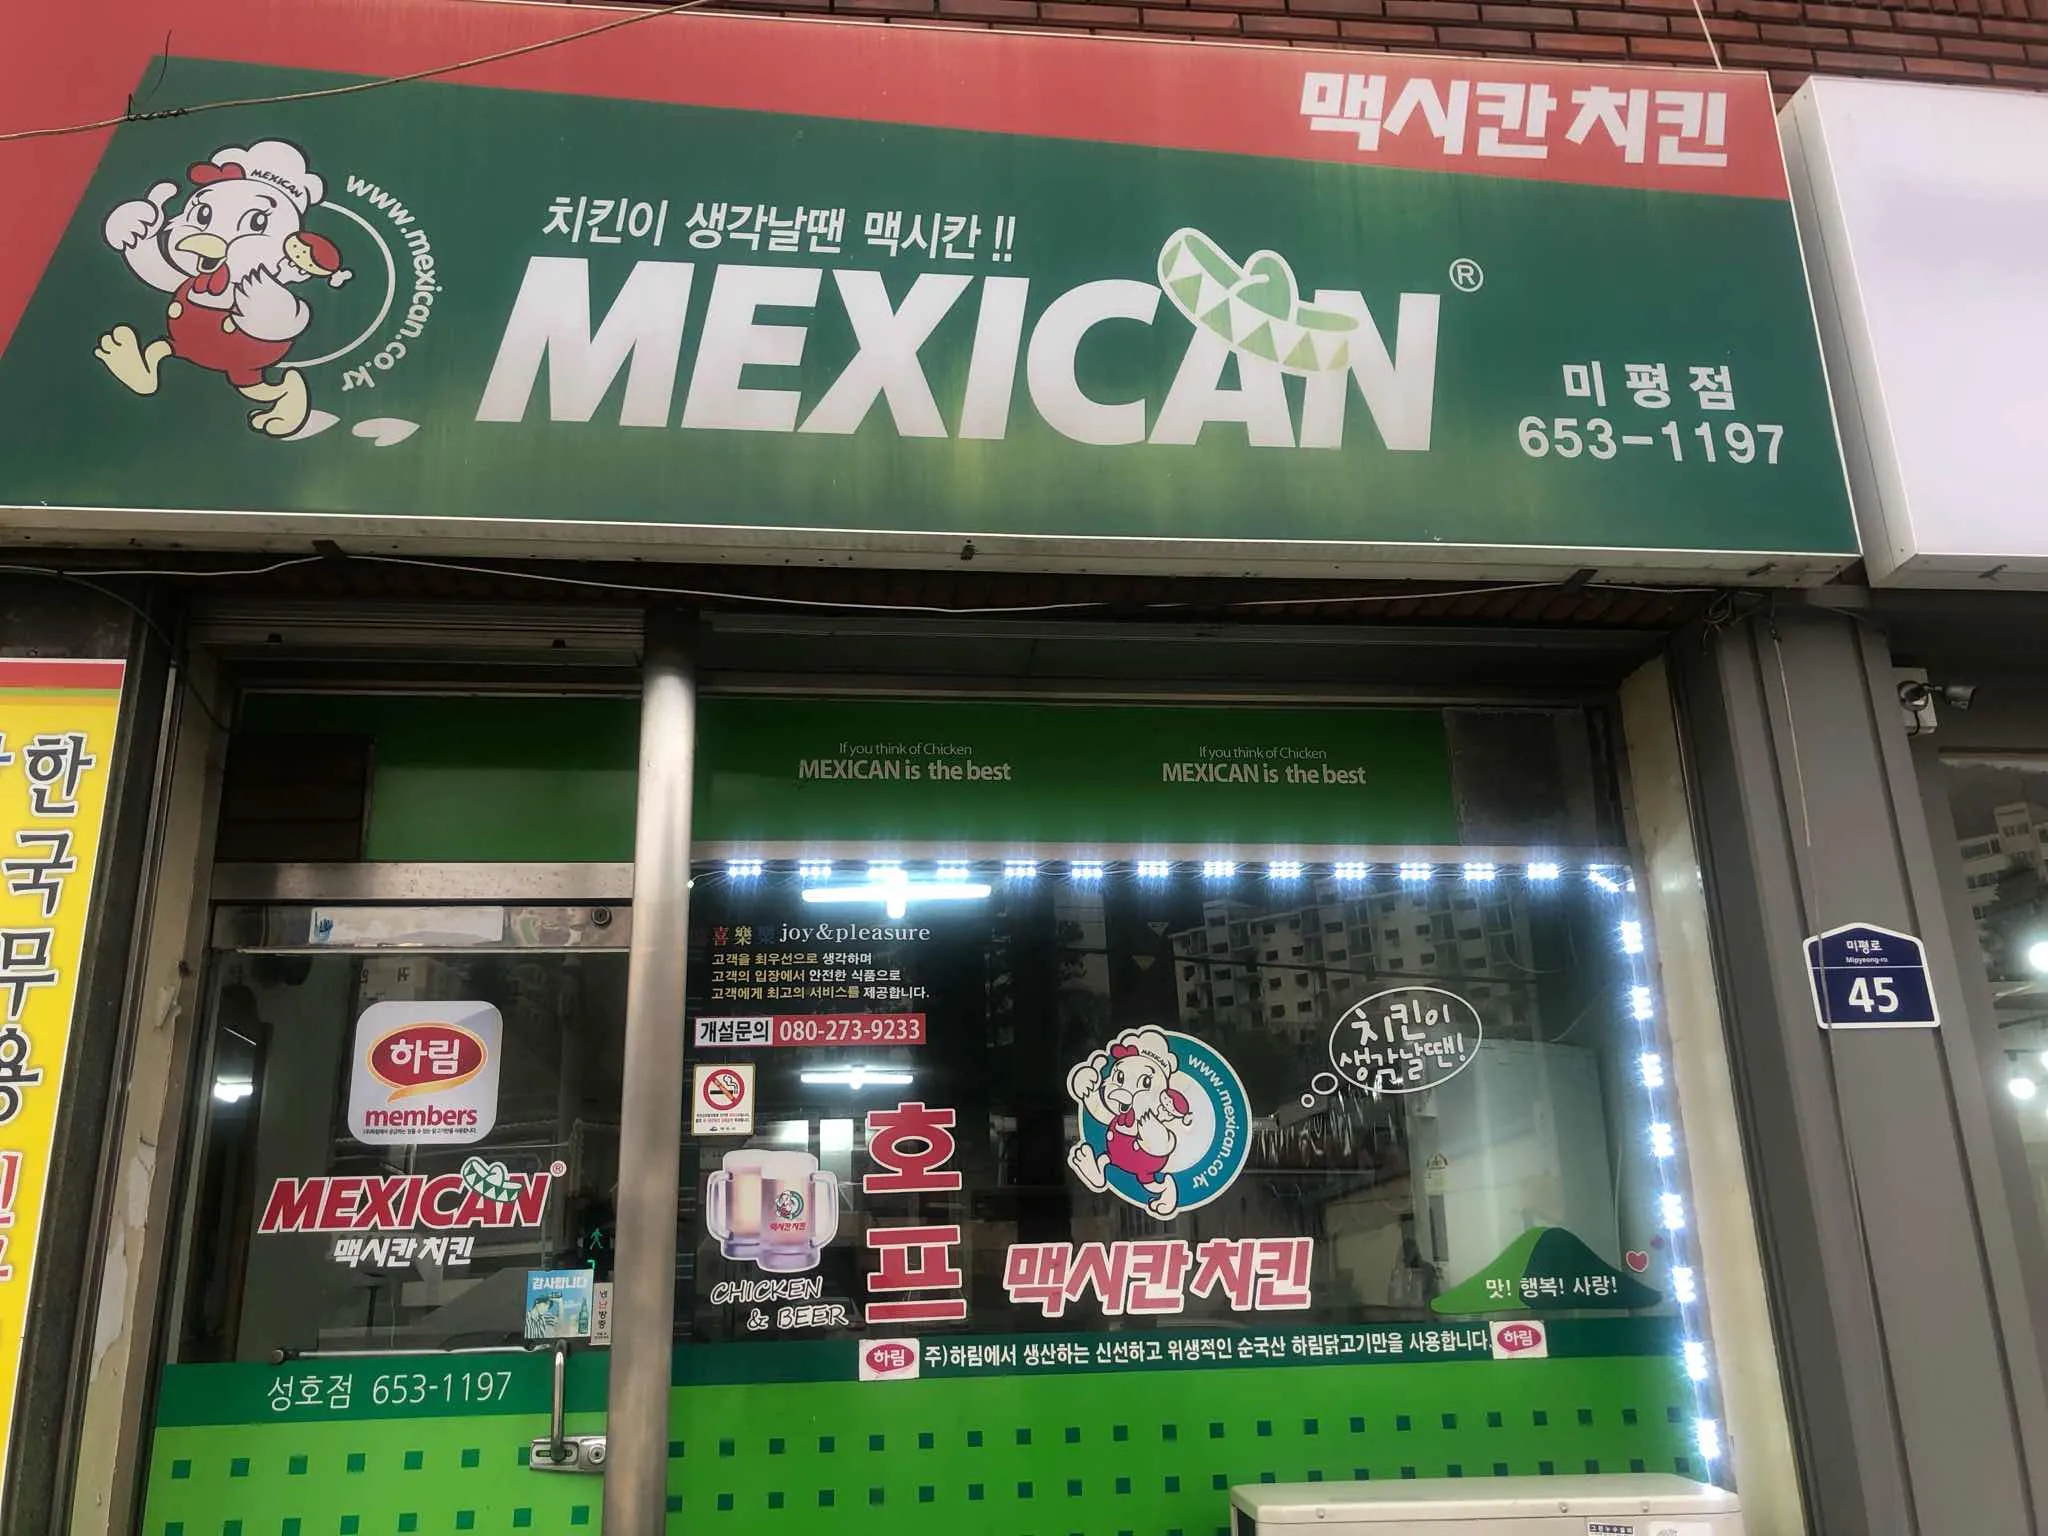 맥시칸치킨
MEXICAN
www.mexican.co.kr
치킨이 생각날땐 맥시칸!!
MEXICAN®
미평점
653-1197
한국무용
If you think of Chicken
MEXICAN is the best
If you think of Chicken
MEXICAN is the best
喜樂 joy&pleasure
고객을 최우선으로 생각하며
고객의 입장에서 안전한 식품으로
고객에게 최고의 서비스를 제공합니다.
개설문의 080-273-9233
하림
members
MEXICAN®
맥시칸치킨
감사합니다
CHICKEN
& BEER
맥시칸치킨
호프
MEXICAN
www.mexican.co.kr
맥시칸치킨
치킨이
생각날땐!
맛! 행복! 사랑!
하림 주)하림에서 생산하는 신선하고 위생적인 순국산 하림닭고기만을 사용합니다. 하림
성호점 653-1197
미평로
Mipyeong-ro
45